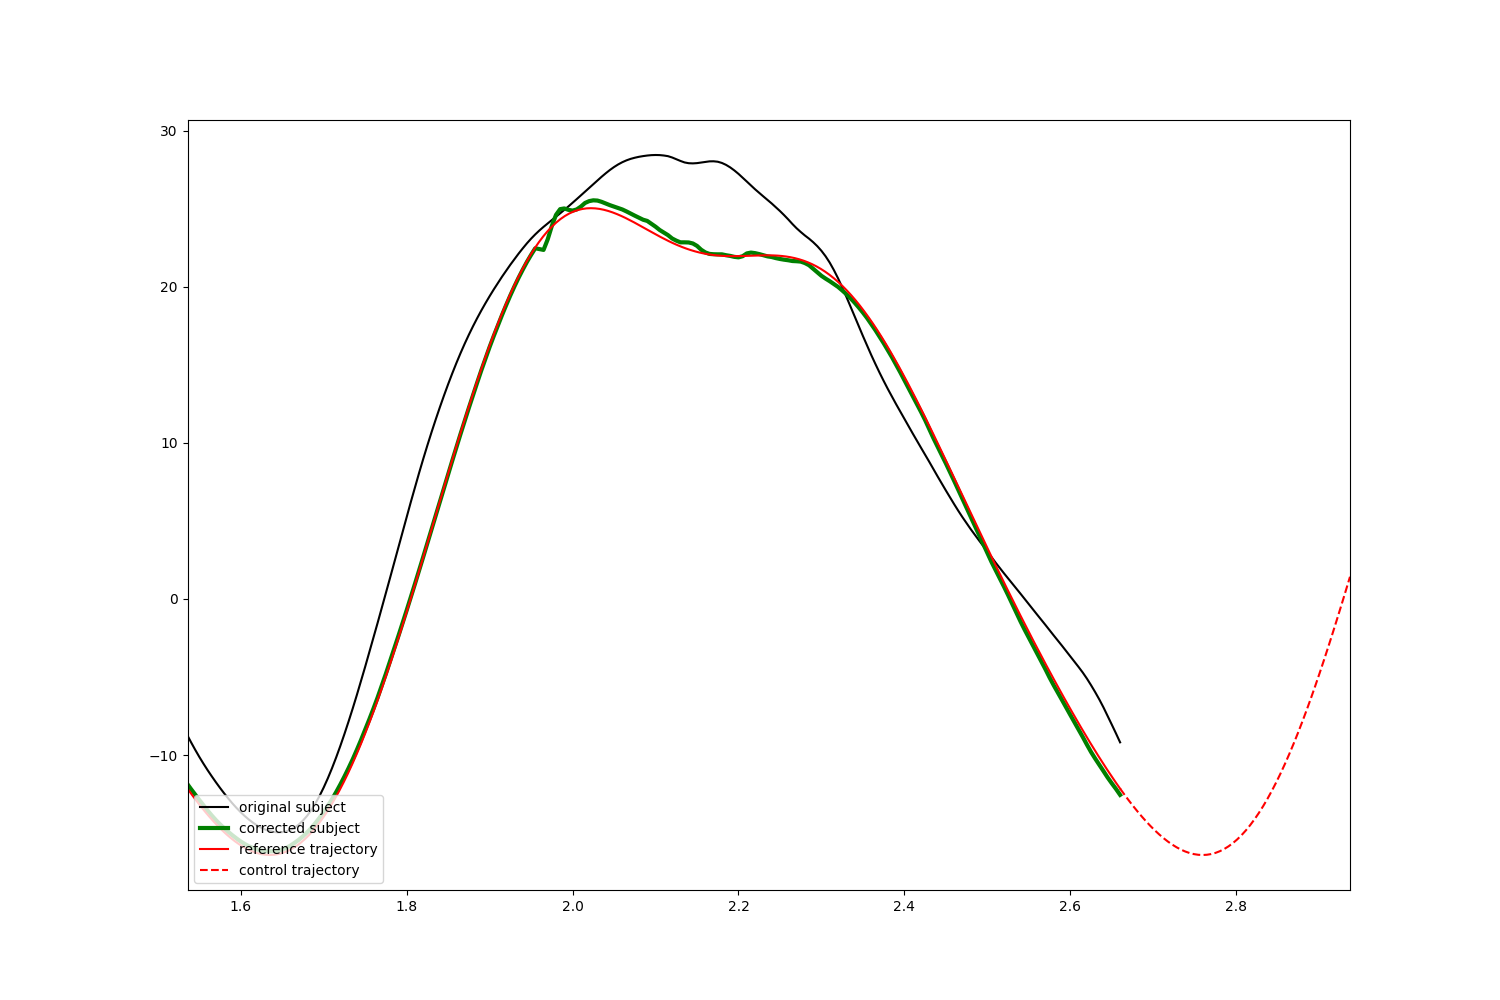 30
20
10
0
−10
original subject
corrected subject
reference trajectory
control trajectory
1.6 1.8 2.0 2.2 2.4 2.6 2.8